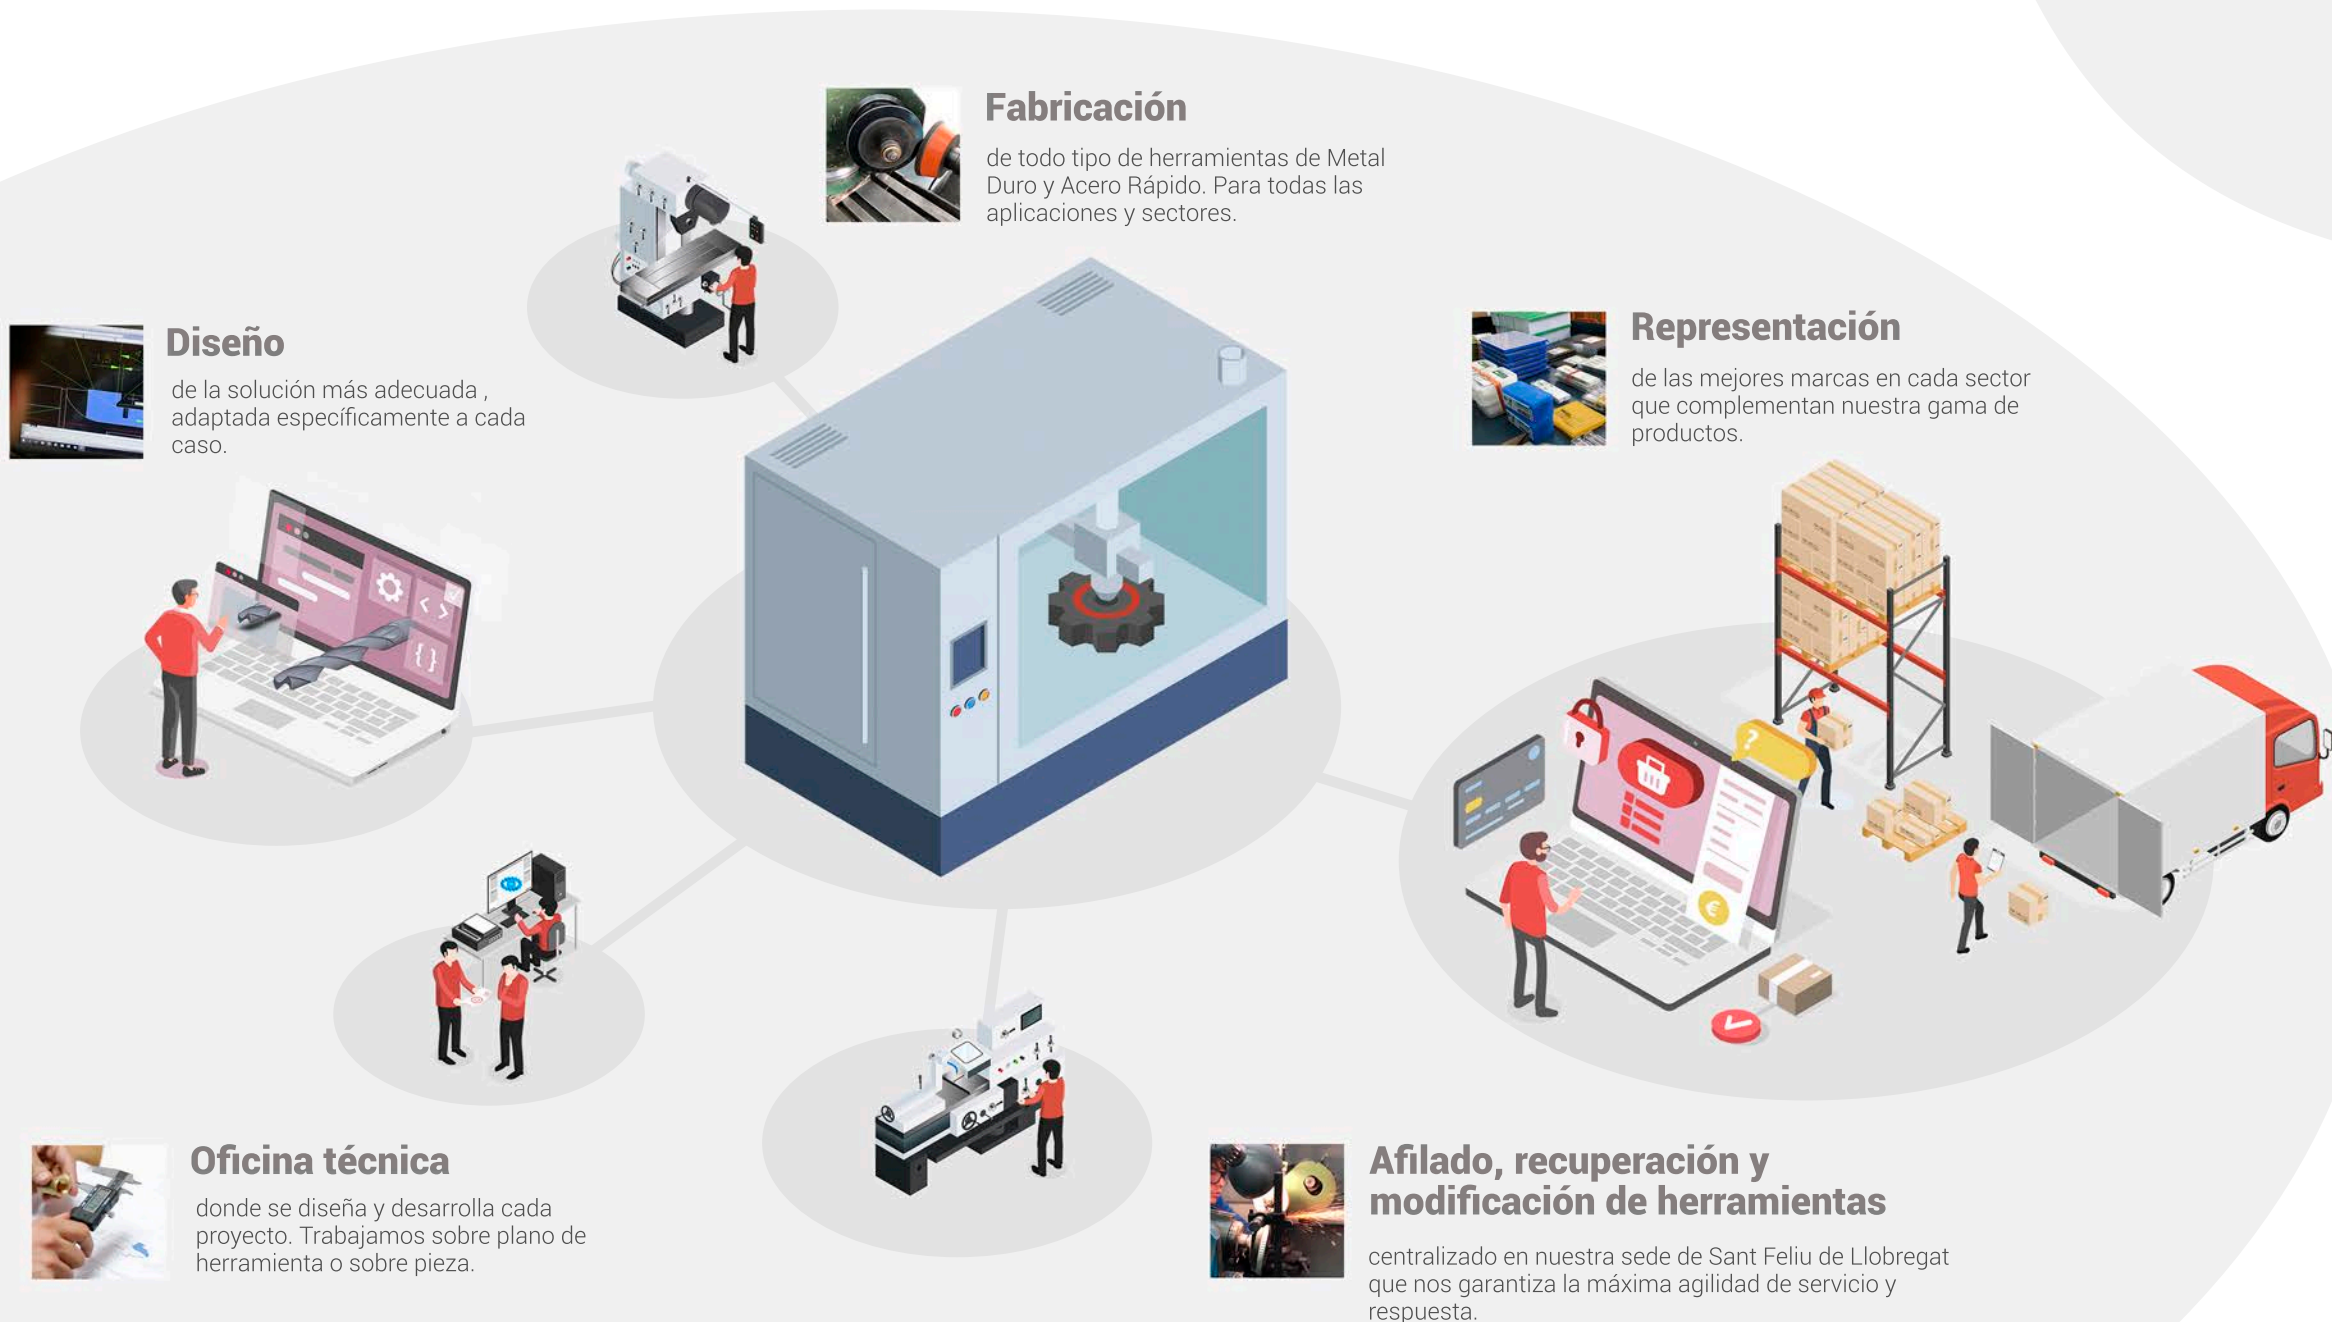 Fabricación
de todo tipo de herramientas de Metal
Duro y Acero Rápido. Para todas las
aplicaciones y sectores.
Diseño
de la solución más adecuada ,
adaptada específicamente a cada
caso.
Representación
de las mejores marcas en cada sector
que complementan nuestra gama de
productos.
Oficina técnica
donde se diseña y desarrolla cada
proyecto. Trabajamos sobre plano de
herramienta o sobre pieza.
Afilado, recuperación y
modificación de herramientas
centralizado en nuestra sede de Sant Feliu de Llobregat
que nos garantiza la máxima agilidad de servicio y
respuesta.